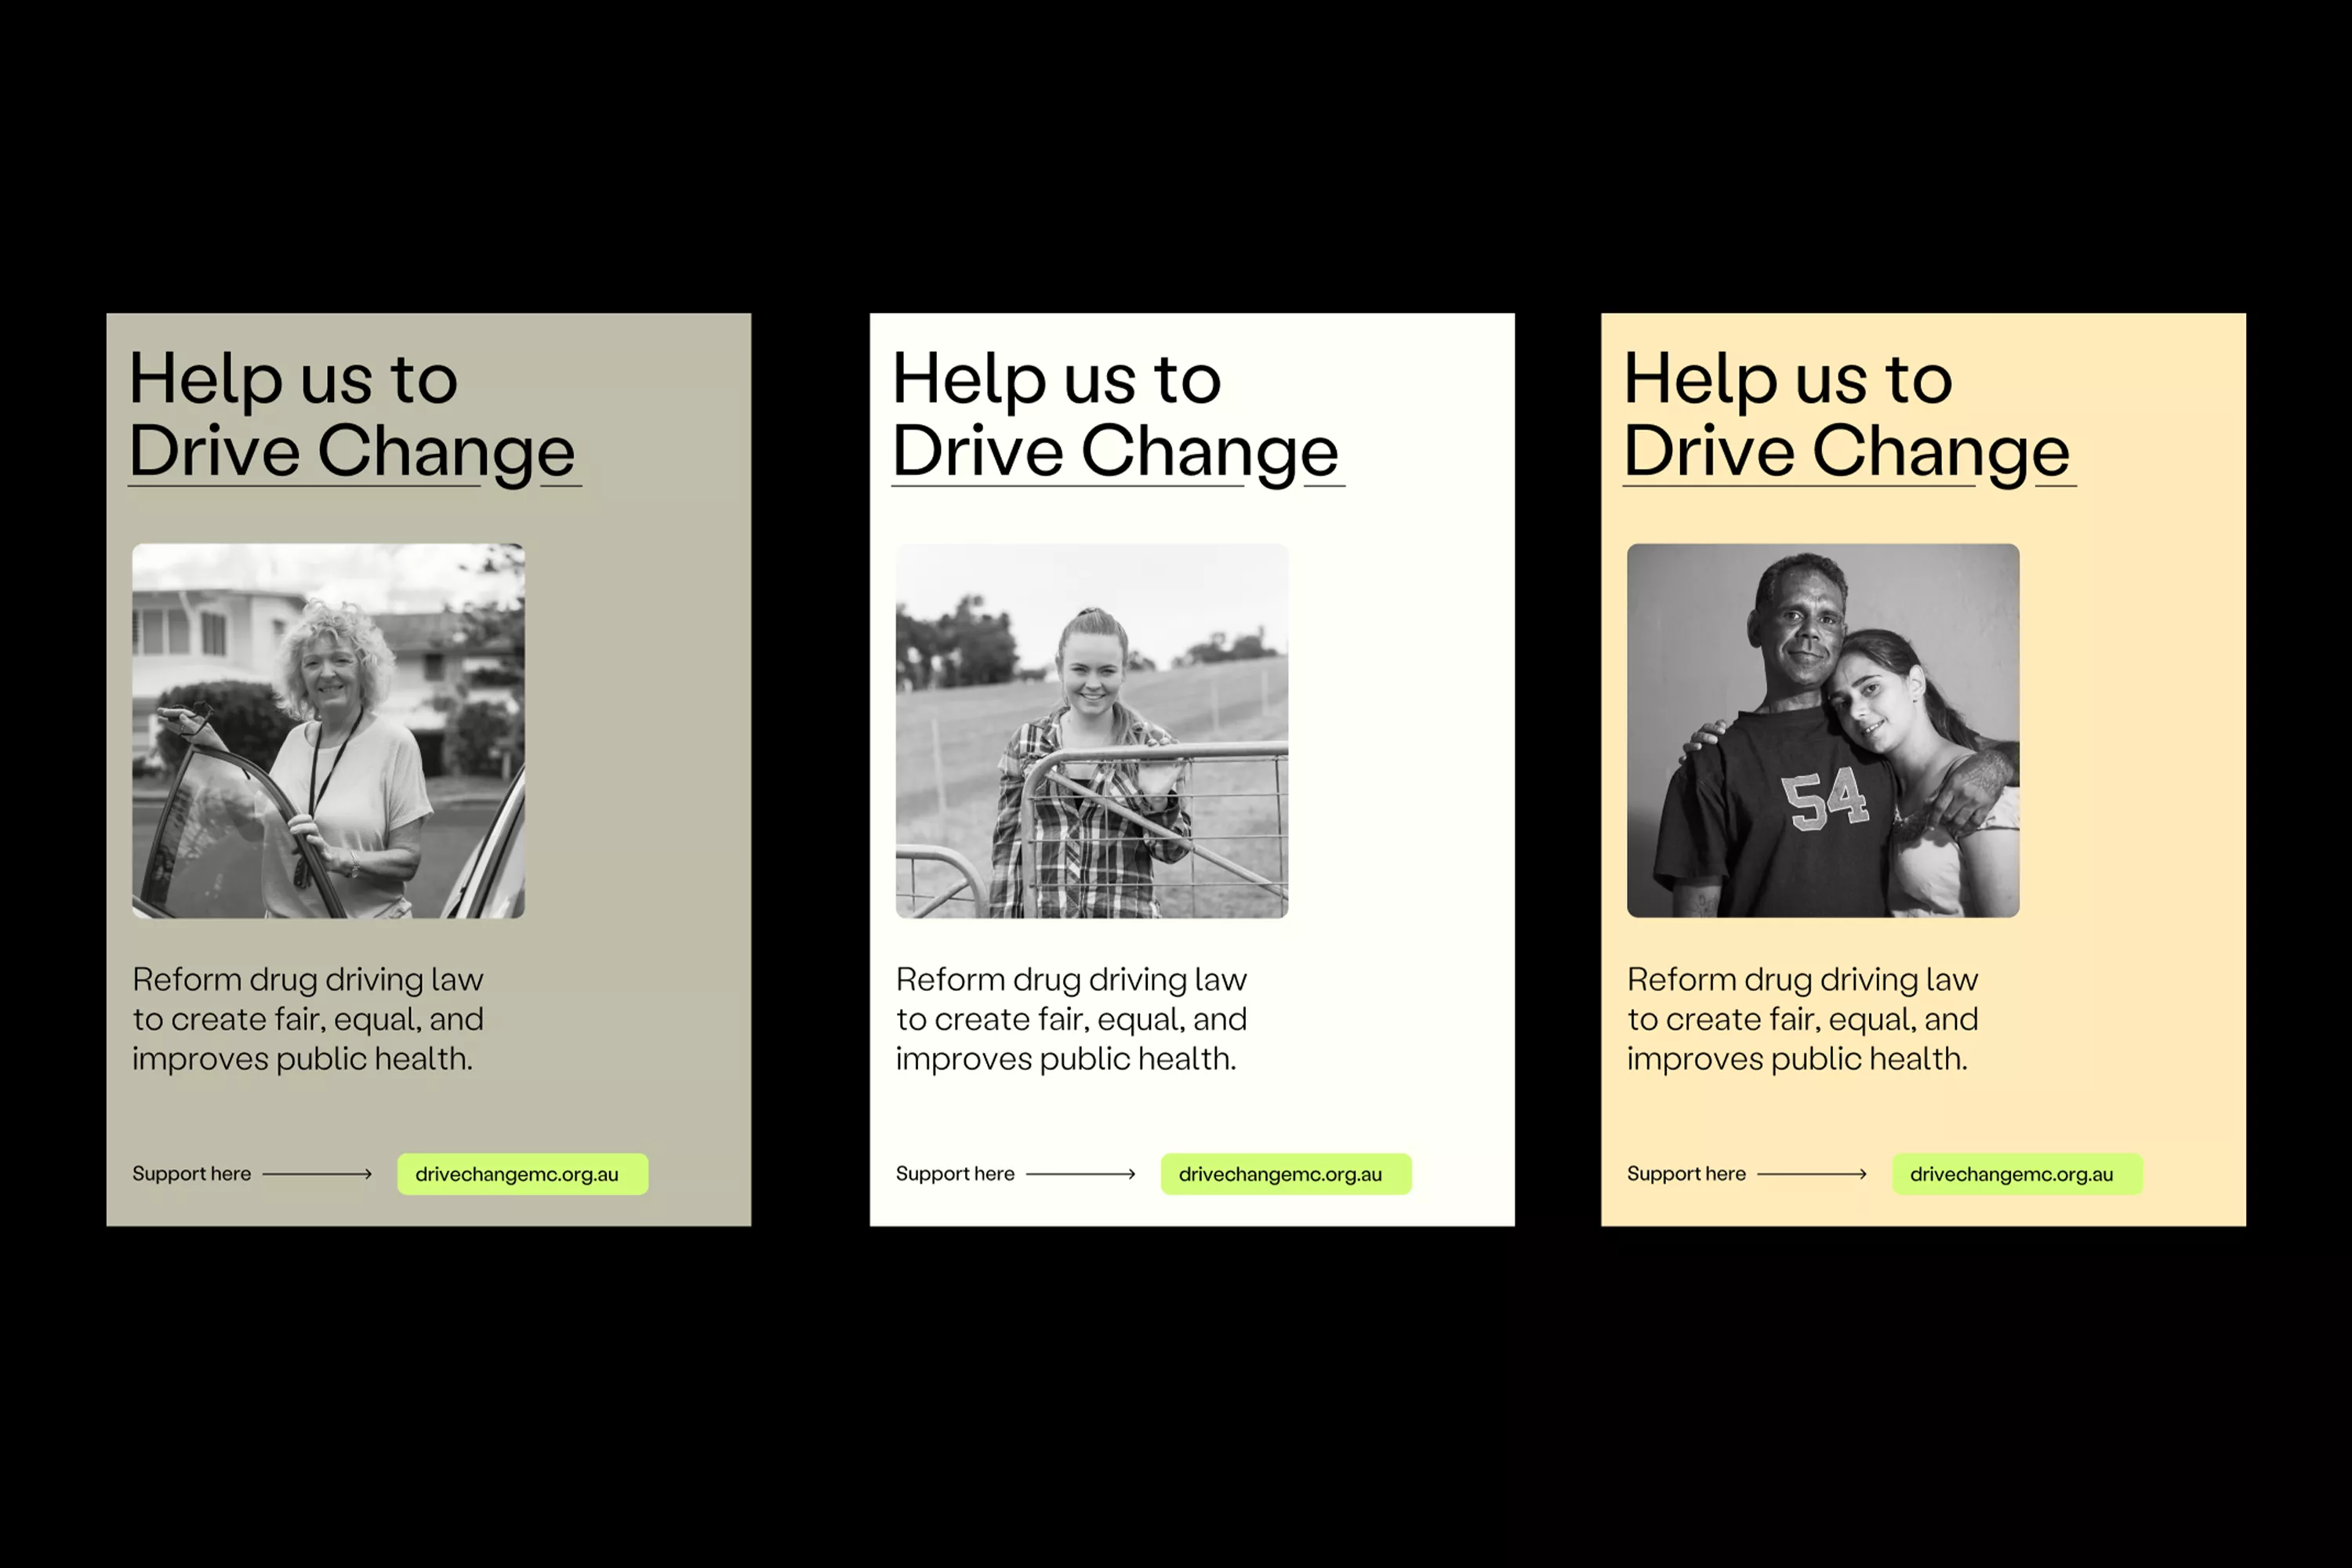 Help us to
Drive Change
Reform drug driving law
to create fair, equal, and
improves public health.
Support here
drivechangemc.org.au
Help us to
Drive Change
Reform drug driving law
to create fair, equal, and
improves public health.
Support here
drivechangemc.org.au
Help us to
Drive Change
54
Reform drug driving law
to create fair, equal, and
improves public health.
Support here
drivechangemc.org.au